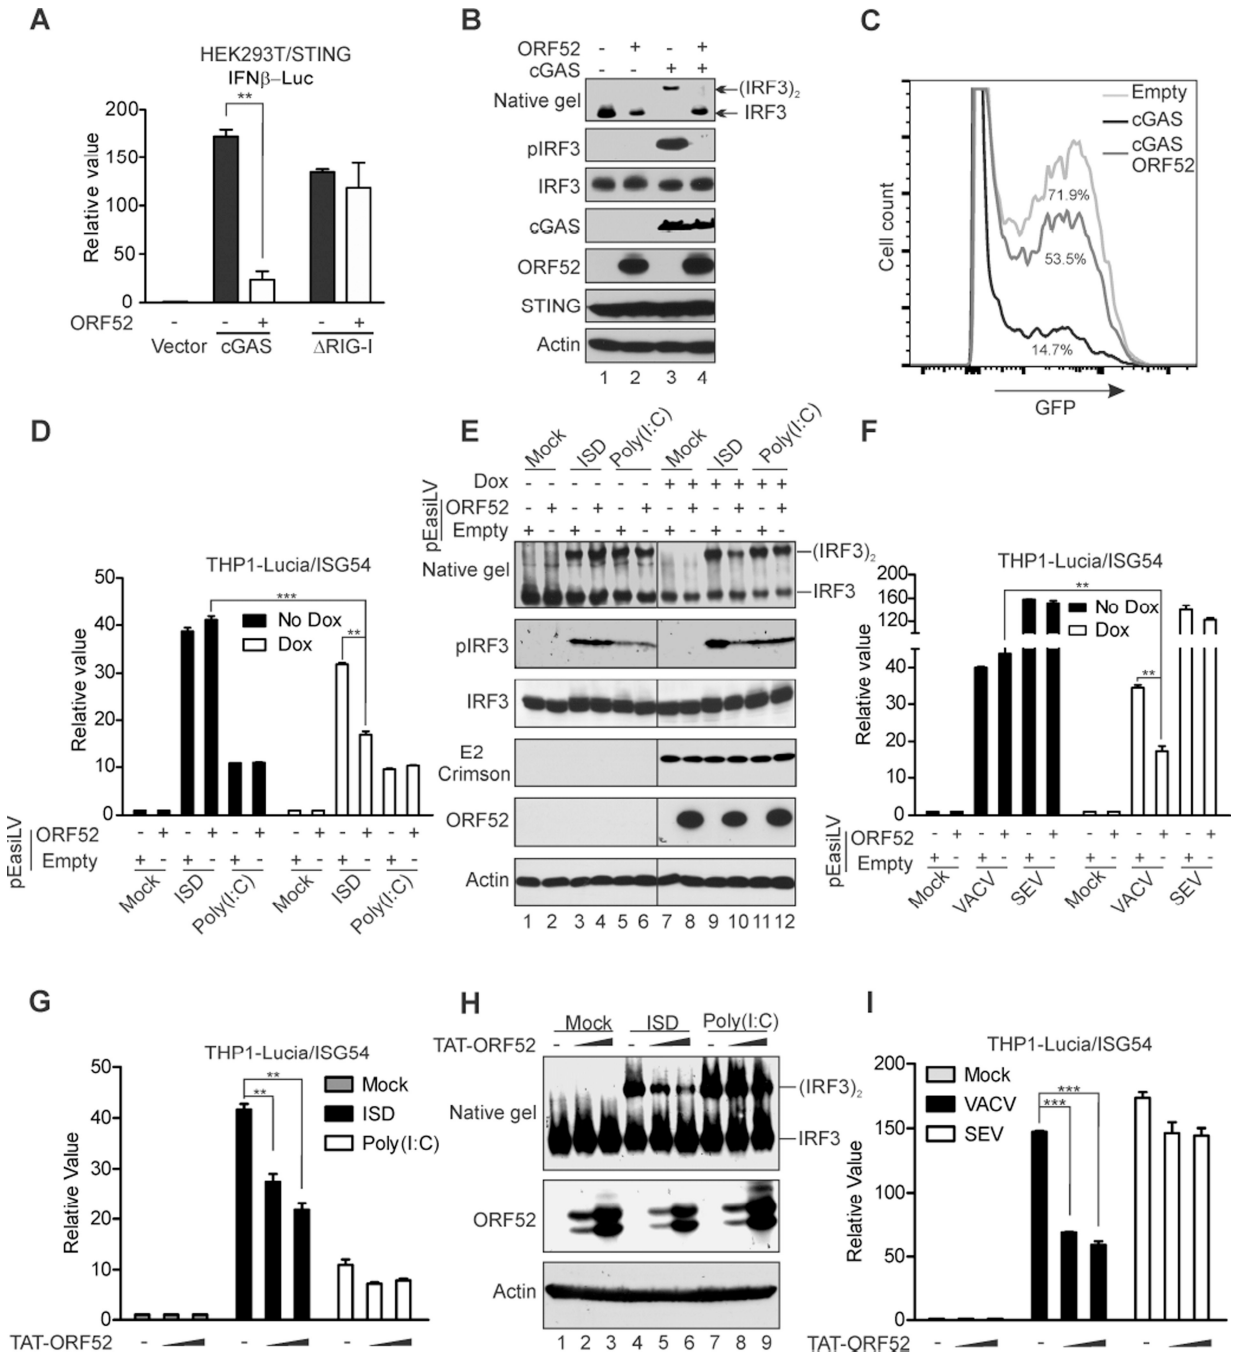 A
HEK293T/STING
IFNβ–Luc
**
Relative value
200
150
100
50
0
ORF52 - - + - +
Vector cGAS ΔRIG-I
B
ORF52 - + - +
cGAS - - + +
Native gel (IRF3)2
IRF3
pIRF3
IRF3
cGAS
ORF52
STING
Actin
1 2 3 4
C
Empty
cGAS
cGAS
ORF52
Cell count
71.9%
53.5%
14.7%
GFP
D
THP1-Lucia/ISG54
***
No Dox
Dox
**
Relative value
50
40
30
20
10
0
pEasiLV
ORF52 - + - + - + - + - + - +
Empty + - + - + - + - + - + -
Mock ISD Poly(I:C) Mock ISD Poly(I:C)
E
Mock ISD Poly(I:C) Mock ISD Poly(I:C)
Dox - - - - - - + + + + + +
pEasiLV
ORF52 - + - + - + - + - + - +
Empty + - + - + - + - + - + -
Native gel (IRF3)2
IRF3
pIRF3
IRF3
E2
Crimson
ORF52
Actin
1 2 3 4 5 6 7 8 9 10 11 12
F
THP1-Lucia/ISG54
**
No Dox
Dox
**
Relative value
200
160
120
40
30
20
10
0
pEasiLV
ORF52 - + - + - + - + - + - +
Empty + - + - + - + - + - + -
Mock VACV SEV Mock VACV SEV
G
THP1-Lucia/ISG54
**
**
Mock
ISD
Poly(I:C)
Relative Value
50
40
30
20
10
0
TAT-ORF52 - - -
H
Mock ISD Poly(I:C)
TAT-ORF52 - - -
Native gel (IRF3)2
IRF3
ORF52
Actin
1 2 3 4 5 6 7 8 9
I
THP1-Lucia/ISG54
Mock
VACV
SEV
***
***
Relative Value
200
150
100
50
0
TAT-ORF52 - - -